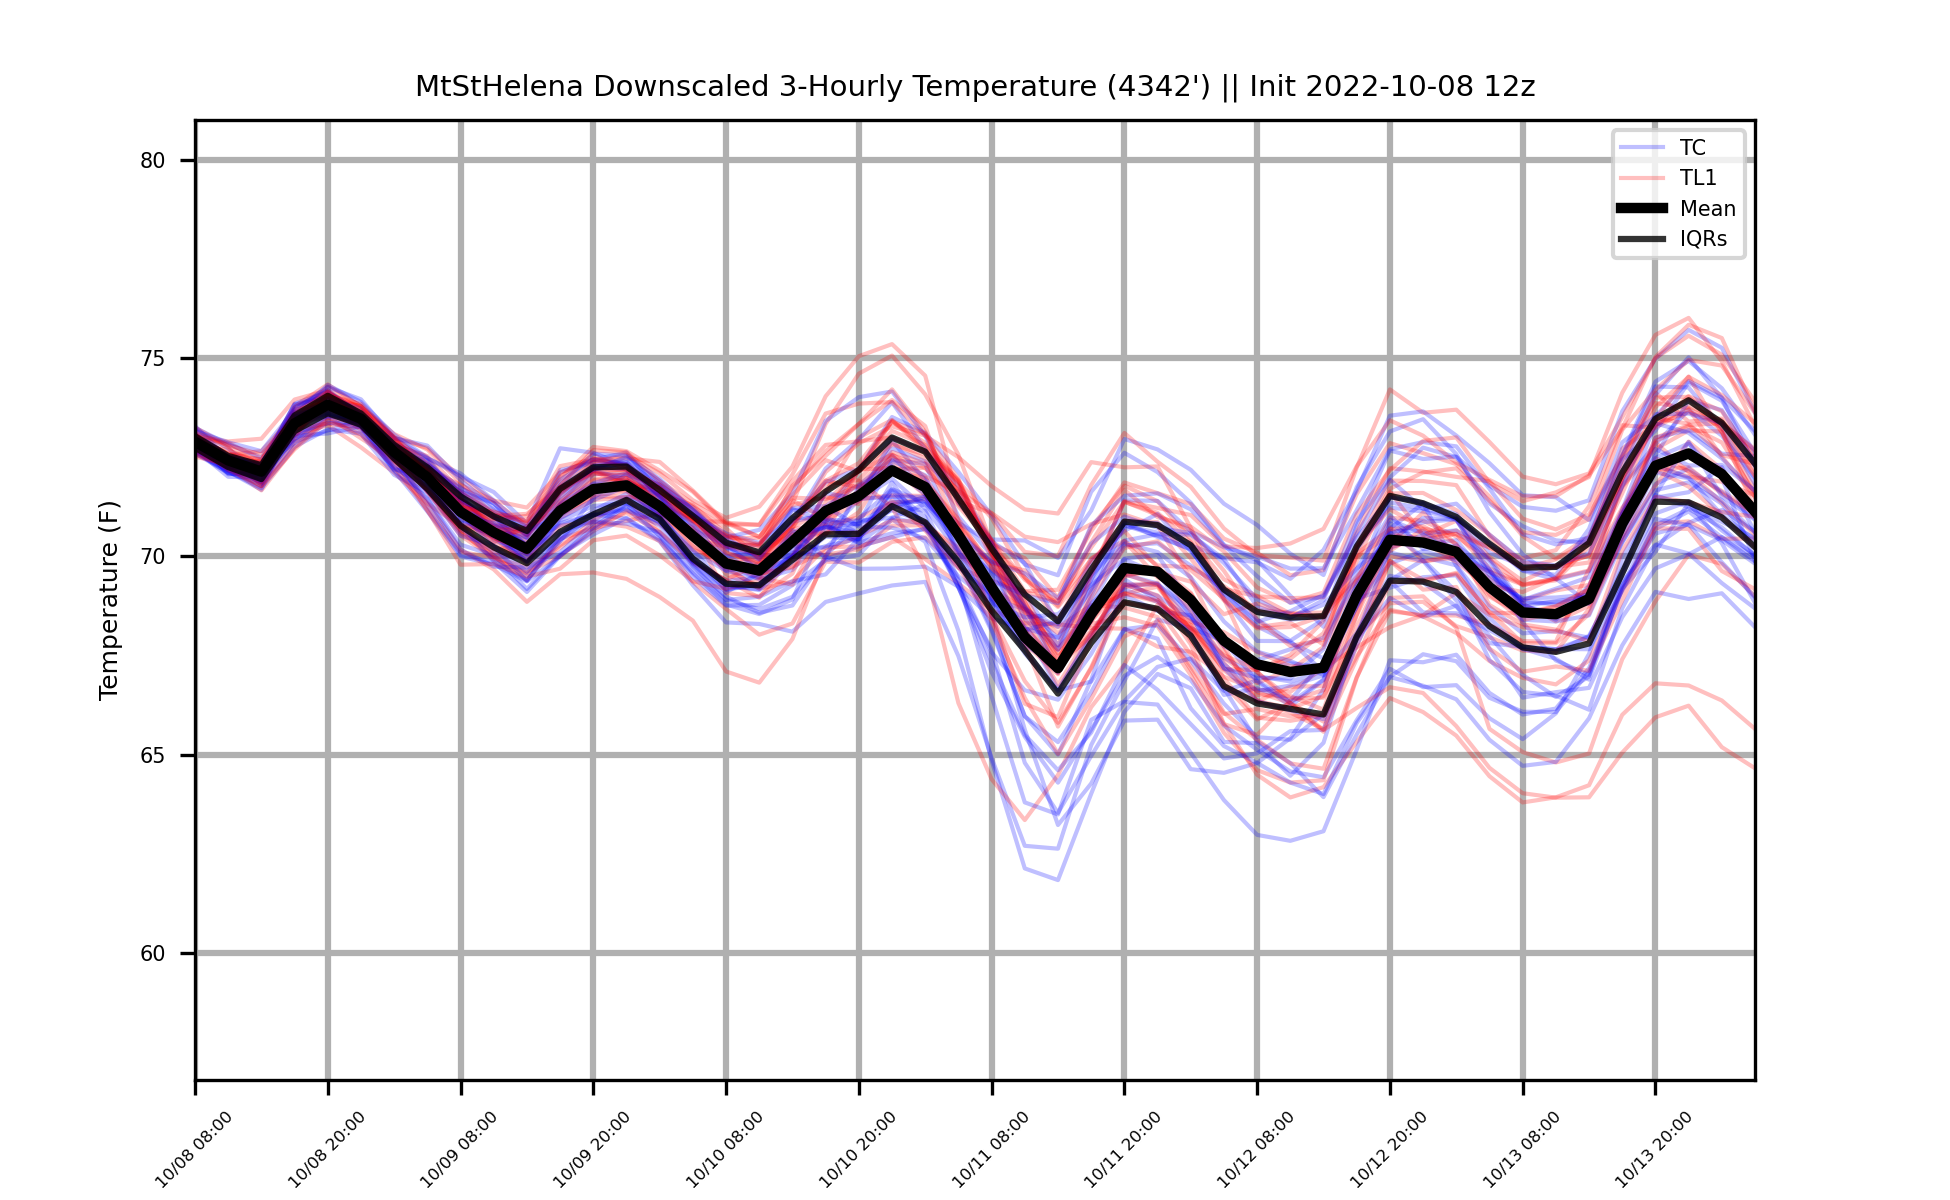 MtStHelena Downscaled 3-Hourly Temperature (4342') || Init 2022-10-08 12z
TC
TL1
Mean
IQRs
Temperature (F)
80
75
70
65
60
10/08 08:00
10/08 20:00
10/09 08:00
10/09 20:00
10/10 08:00
10/10 20:00
10/11 08:00
10/11 20:00
10/12 08:00
10/12 20:00
10/13 08:00
10/13 20:00